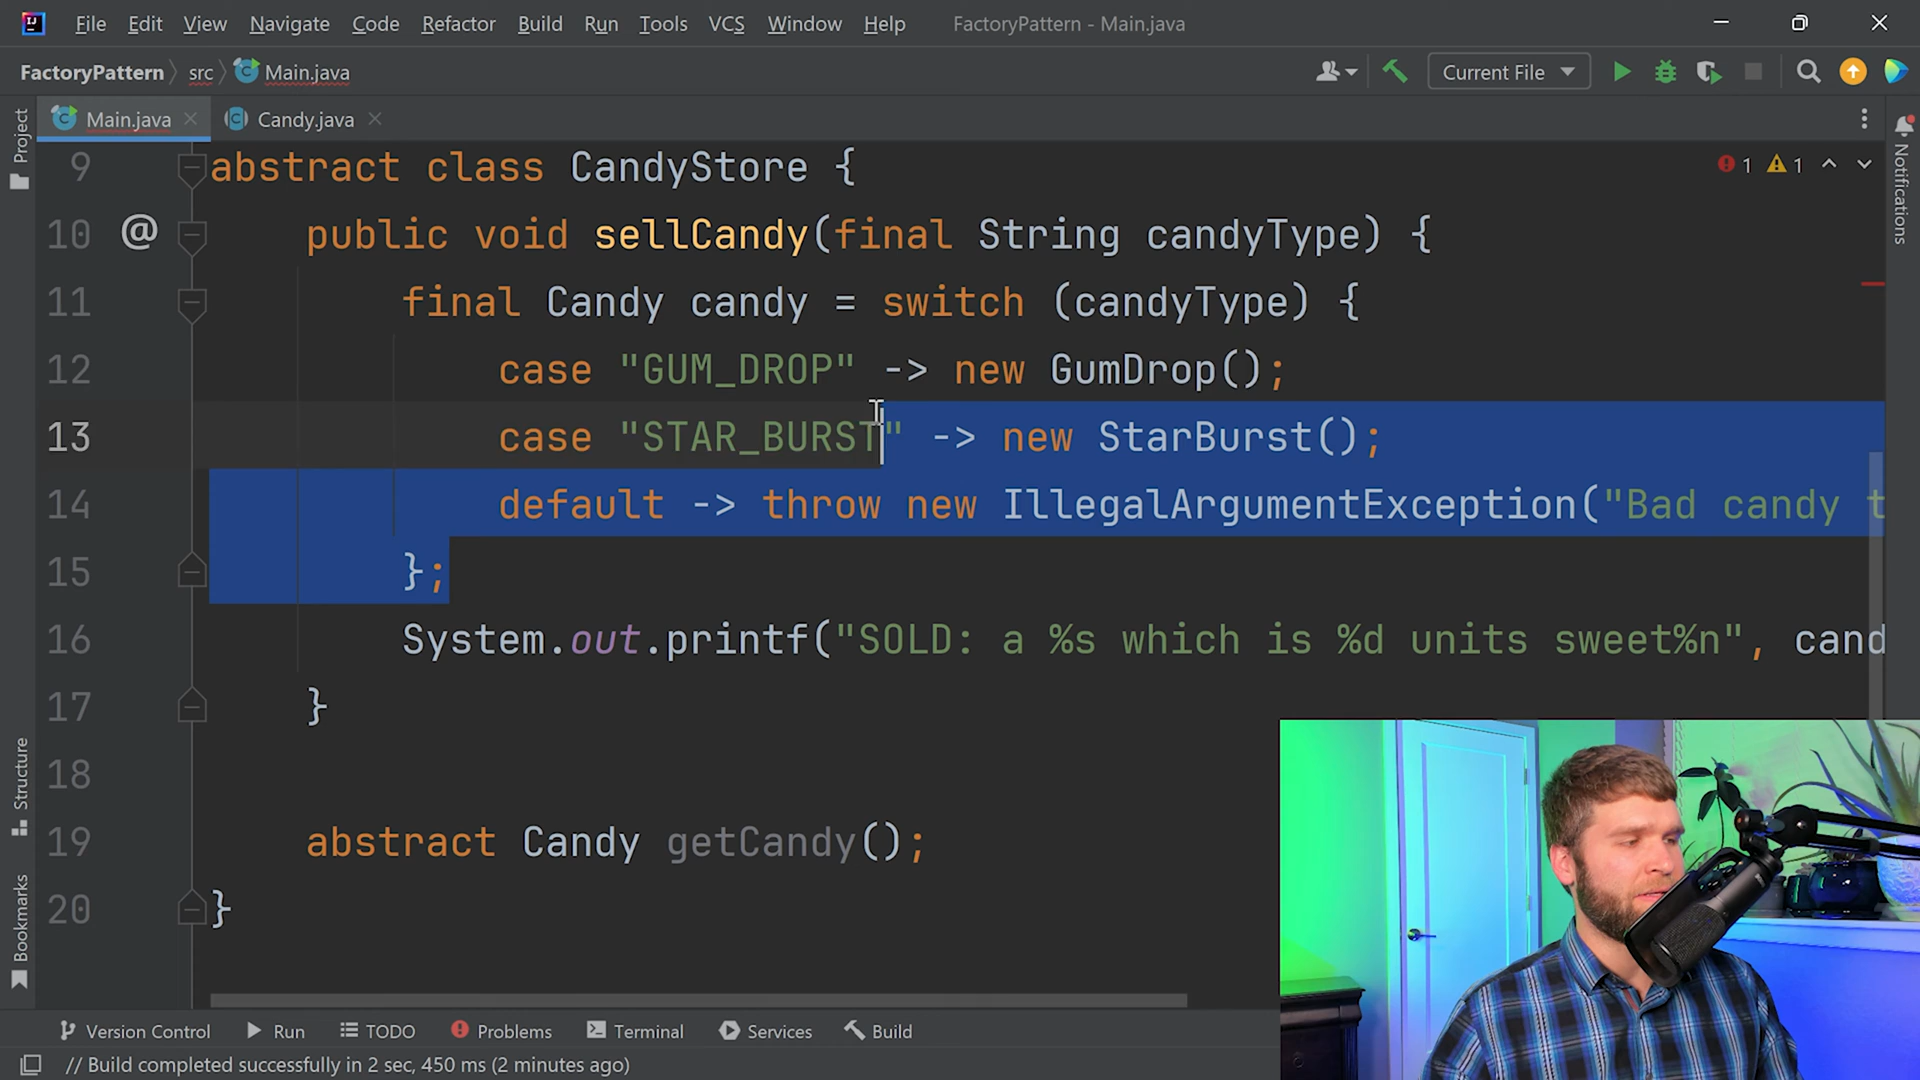 File Edit View Navigate Code Refactor Build Run Tools VCS Window Help FactoryPattern - Main.java
FactoryPattern src Main.java Current File
Project
Main.java Candy.java
Notifications
1 1
9 abstract class CandyStore {
10 @ public void sellCandy(final String candyType) {
11 final Candy candy = switch (candyType) {
12 case "GUM_DROP" -> new GumDrop();
13 case "STAR_BURST" -> new StarBurst();
14 default -> throw new IllegalArgumentException("Bad candy t
15 };
16 System.out.printf("SOLD: a %s which is %d units sweet%n", cand
17 }
18
19 abstract Candy getCandy();
20 }
Structure
Bookmarks
Version Control Run TODO Problems Terminal Services Build
// Build completed successfully in 2 sec, 450 ms (2 minutes ago)